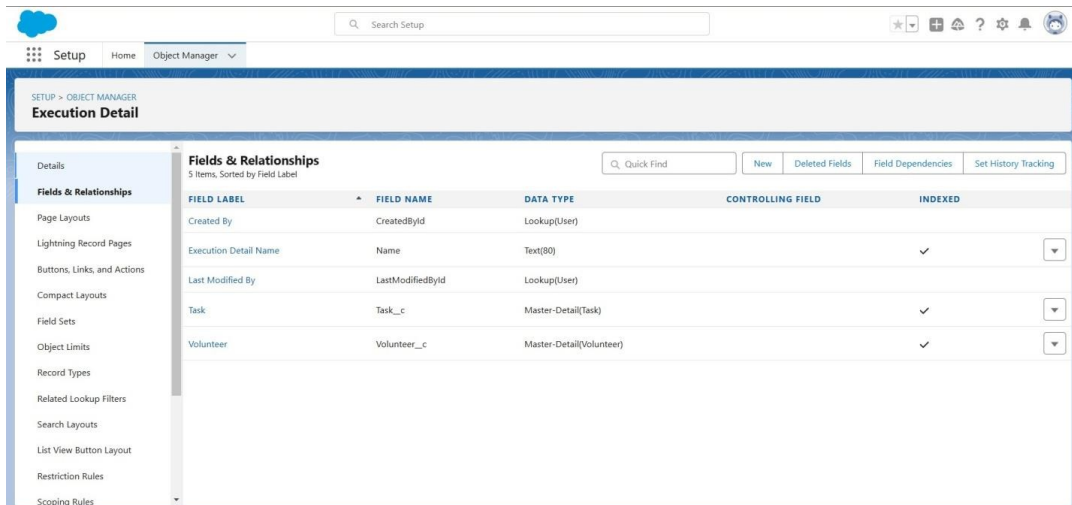 Search Setup
Setup Home Object Manager
SETUP > OBJECT MANAGER
Execution Detail
Details
Fields & Relationships
Page Layouts
Lightning Record Pages
Buttons, Links, and Actions
Compact Layouts
Field Sets
Object Limits
Record Types
Related Lookup Filters
Search Layouts
List View Button Layout
Restriction Rules
Scoping Rules
Fields & Relationships
5 Items, Sorted by Field Label
Quick Find New Deleted Fields Field Dependencies Set History Tracking
FIELD LABEL FIELD NAME DATA TYPE CONTROLLING FIELD INDEXED
Created By CreatedById Lookup(User)
Execution Detail Name Name Text(80)
Last Modified By LastModifiedById Lookup(User)
Task Task__c Master-Detail(Task)
Volunteer Volunteer__c Master-Detail(Volunteer)